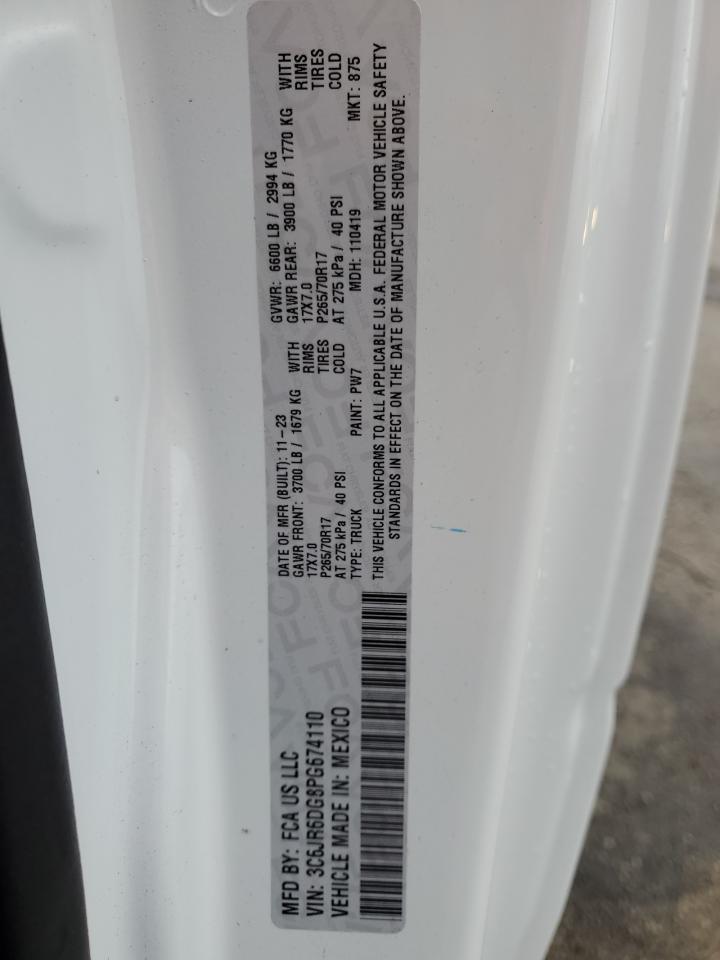 MFD BY: FCA US LLC
VIN: 3C6JR6DG8PG674110
VEHICLE MADE IN: MEXICO
DATE OF MFR (BUILT): 11-23 GVWR: 6600 LB / 2994 KG
GAWR FRONT: 3700 LB / 1679 KG WITH GAWR REAR: 3900 LB / 1770 KG WITH
17X7.0 RIMS 17X7.0 RIMS
P265/70R17 TIRES P265/70R17 TIRES
AT 275 kPa / 40 PSI COLD AT 275 kPa / 40 PSI COLD
TYPE: TRUCK PAINT: PW7 MDH: 110419 MKT: 875
THIS VEHICLE CONFORMS TO ALL APPLICABLE U.S.A. FEDERAL MOTOR VEHICLE SAFETY
STANDARDS IN EFFECT ON THE DATE OF MANUFACTURE SHOWN ABOVE.